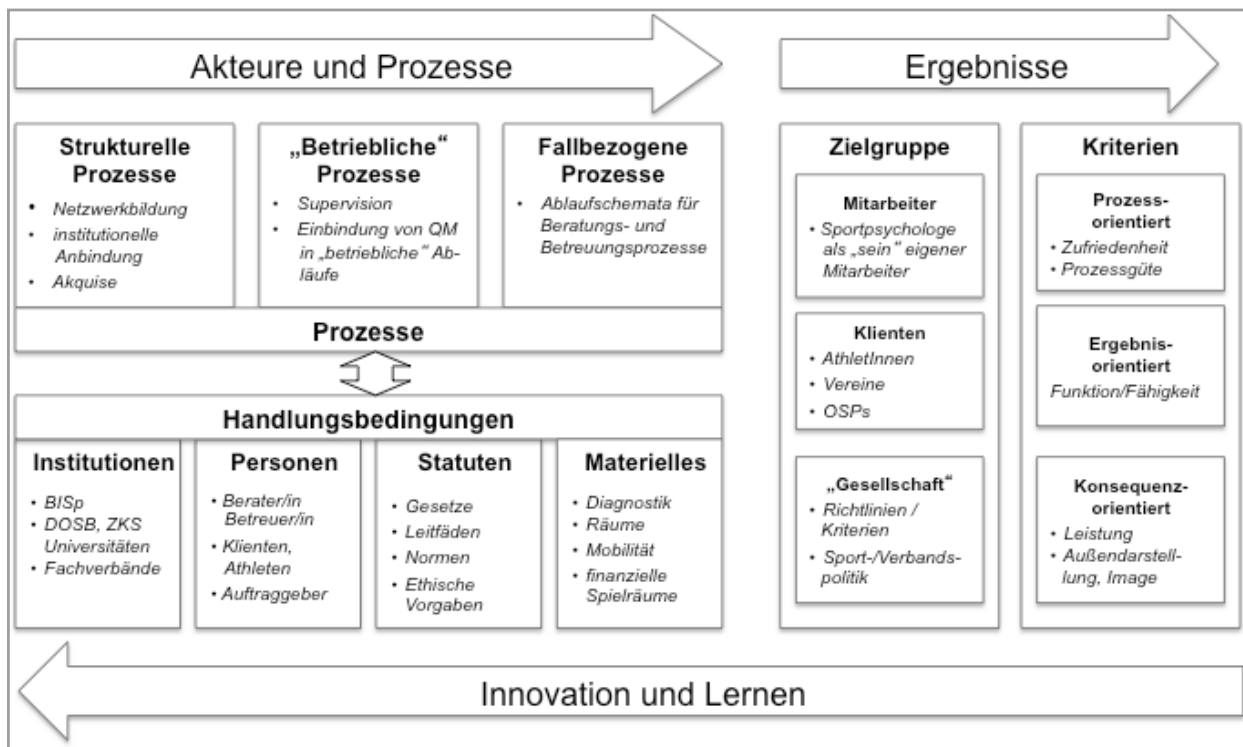 Akteure und Prozesse
Ergebnisse
Strukturelle
Prozesse
• Netzwerkbildung
• institutionelle
Anbindung
• Akquise
„Betriebliche“
Prozesse
• Supervision
• Einbindung von QM
in „betriebliche“ Ab-
läufe
Fallbezogene
Prozesse
• Ablaufschemata für
Beratungs- und
Betreuungsprozesse
Prozesse
Handlungsbedingungen
Institutionen
• BISp
• DOSB, ZKS
Universitäten
• Fachverbände
Personen
• Berater/in
Betreuer/in
• Klienten,
Athleten
• Auftraggeber
Statuten
• Gesetze
• Leitfäden
• Normen
• Ethische
Vorgaben
Materielles
• Diagnostik
• Räume
• Mobilität
• finanzielle
Spielräume
Zielgruppe
Mitarbeiter
• Sportpsychologe
als „sein“ eigener
Mitarbeiter
Klienten
• AthletInnen
• Vereine
• OSPs
„Gesellschaft“
• Richtlinien /
Kriterien
• Sport-/Verbands-
politik
Kriterien
Prozess-
orientiert
• Zufriedenheit
• Prozessgüte
Ergebnis-
orientiert
Funktion/Fähigkeit
Konsequenz-
orientiert
• Leistung
• Außendarstell-
lung, Image
Innovation und Lernen